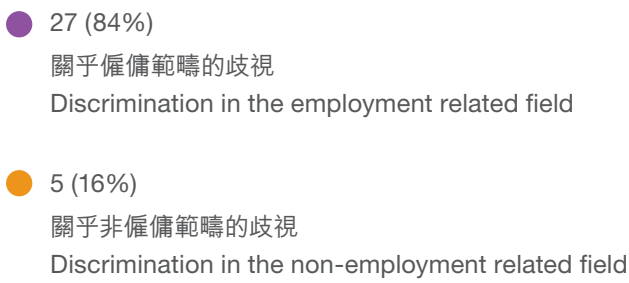 27 (84%)
關乎僱傭範疇的歧視
Discrimination in the employment related field
5 (16%)
關乎非僱傭範疇的歧視
Discrimination in the non-employment related field